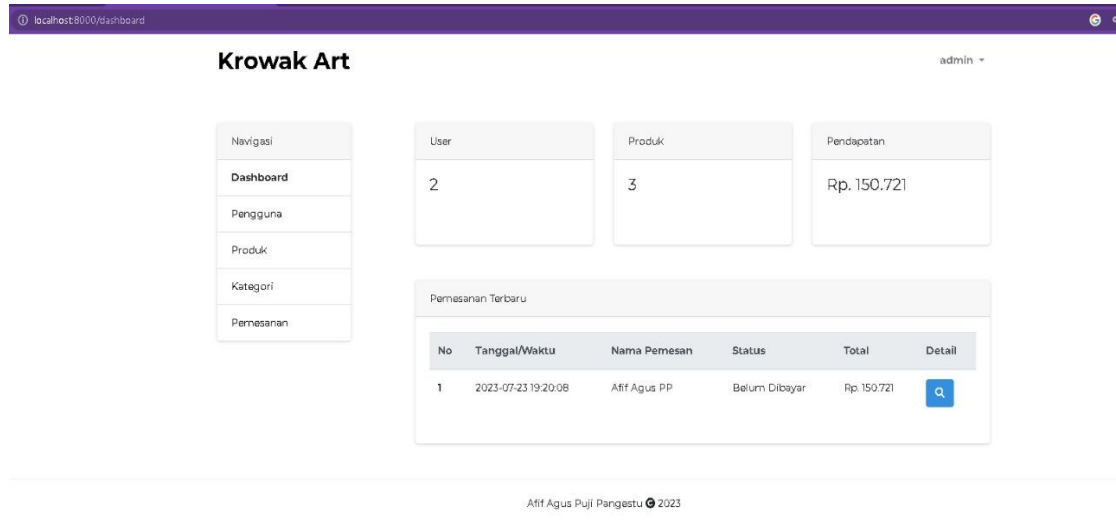 localhost:8000/dashboard
Krowak Art
admin
Navigasi
Dashboard
Pengguna
Produk
Kategori
Pemesanan
User
2
Produk
3
Pendapatan
Rp. 150.721
Pemesanan Terbaru
No Tanggal/Waktu Nama Pemesan Status Total Detail
1 2023-07-23 19:20:08 Afif Agus PP Belum Dibayar Rp. 150.721
Afif Agus Puji Pangestu 2023